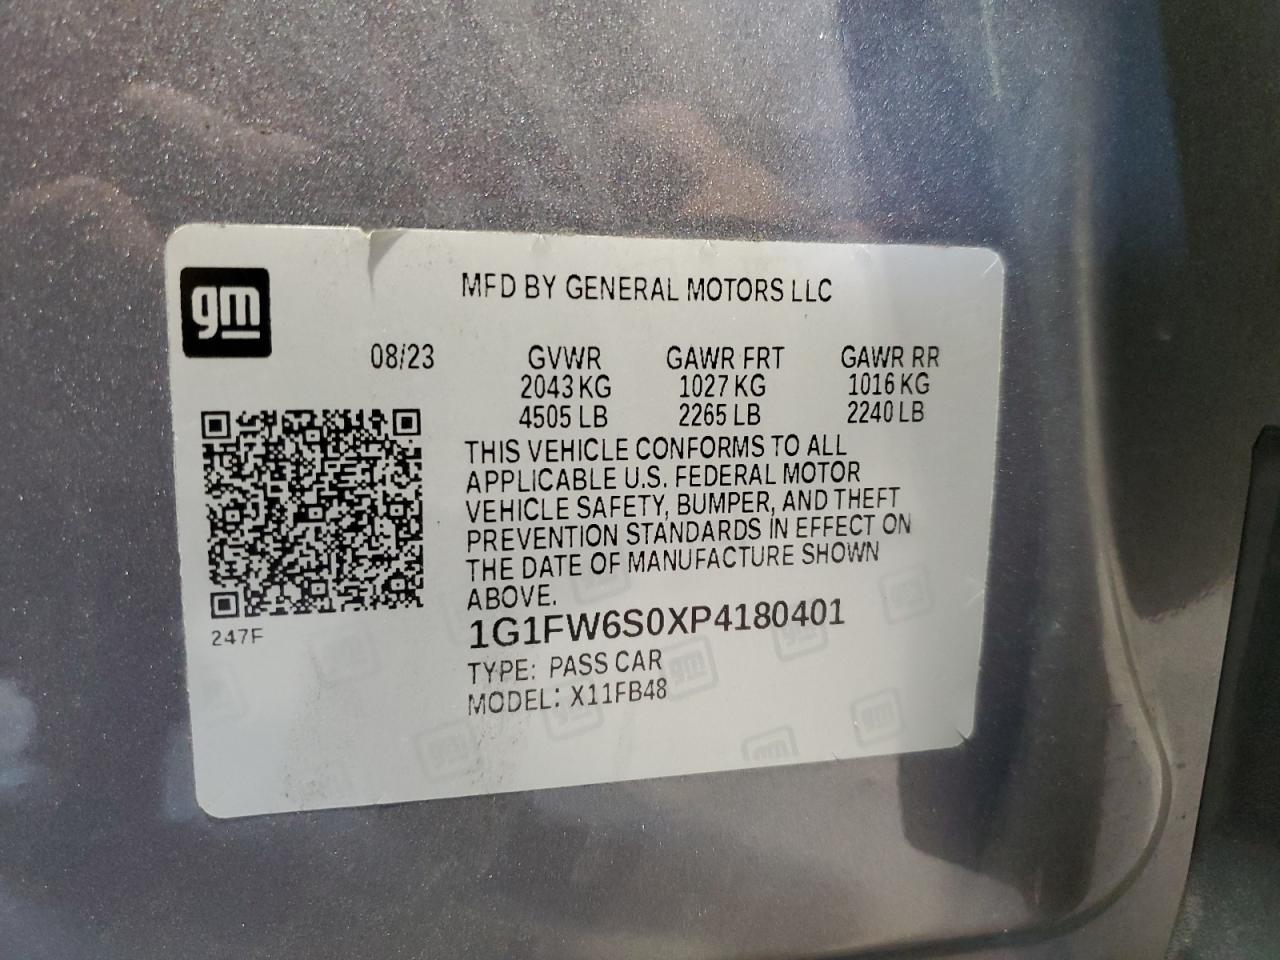 gm
MFD BY GENERAL MOTORS LLC
08/23 GVWR GAWR FRT GAWR RR
2043 KG 1027 KG 1016 KG
4505 LB 2265 LB 2240 LB
THIS VEHICLE CONFORMS TO ALL
APPLICABLE U.S. FEDERAL MOTOR
VEHICLE SAFETY, BUMPER, AND THEFT
PREVENTION STANDARDS IN EFFECT ON
THE DATE OF MANUFACTURE SHOWN
ABOVE.
247F
1G1FW6S0XP4180401
TYPE: PASS CAR
MODEL: X11FB48